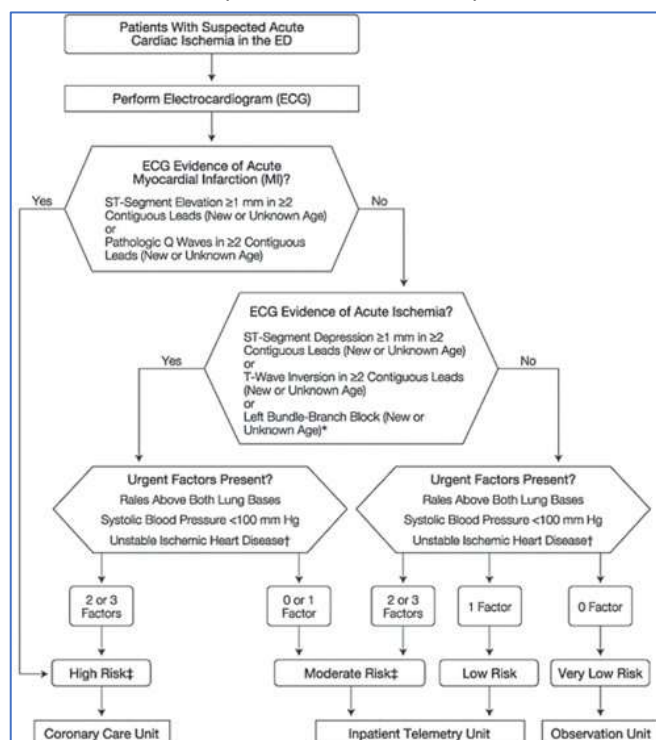 Patients With Suspected Acute
Cardiac Ischemia in the ED
Perform Electrocardiogram (ECG)
ECG Evidence of Acute
Myocardial Infarction (MI)?
Yes
No
ST-Segment Elevation ≥1 mm in ≥2
Contiguous Leads (New or Unknown Age)
or
Pathologic Q Waves in ≥2 Contiguous
Leads (New or Unknown Age)
ECG Evidence of Acute Ischemia?
ST-Segment Depression ≥1 mm in ≥2
Contiguous Leads (New or Unknown Age)
Yes
No
or
T-Wave Inversion in ≥2 Contiguous Leads
(New or Unknown Age)
or
Left Bundle-Branch Block (New or
Unknown Age)*
Urgent Factors Present?
Rales Above Both Lung Bases
Systolic Blood Pressure <100 mm Hg
Unstable Ischemic Heart Disease†
Urgent Factors Present?
Rales Above Both Lung Bases
Systolic Blood Pressure <100 mm Hg
Unstable Ischemic Heart Disease†
2 or 3
Factors
0 or 1
Factor
2 or 3
Factors
1 Factor
0 Factor
High Risk‡
Moderate Risk‡
Low Risk
Very Low Risk
Coronary Care Unit
Inpatient Telemetry Unit
Observation Unit